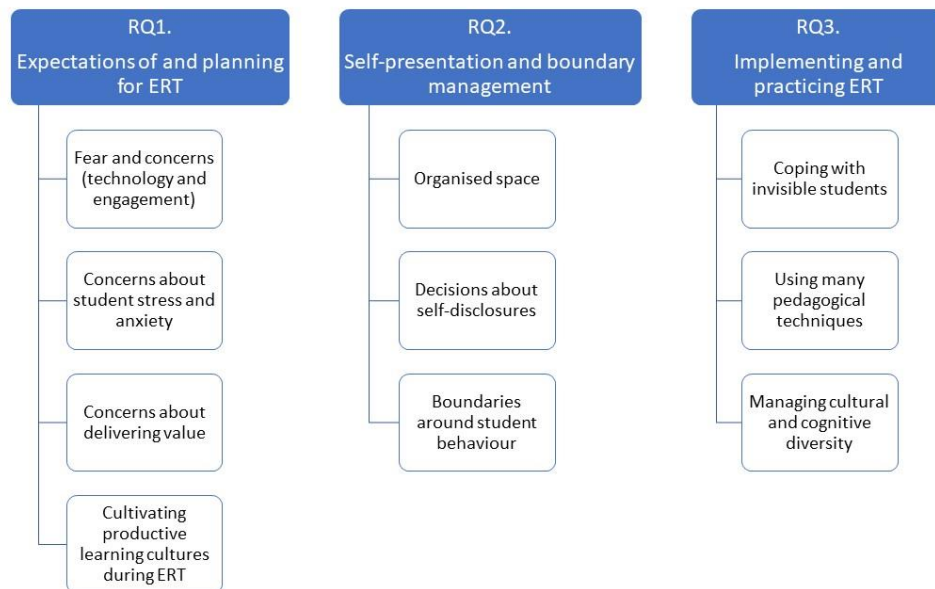 RQ1.
Expectations of and planning
for ERT
Fear and concerns
(technology and
engagement)
Concerns about
student stress and
anxiety
Concerns about
delivering value
Cultivating
productive
learning cultures
during ERT
RQ2.
Self-presentation and boundary
management
Organised space
Decisions about
self-disclosures
Boundaries
around student
behaviour
RQ3.
Implementing and
practicing ERT
Coping with
invisible students
Using many
pedagogical
techniques
Managing cultural
and cognitive
diversity